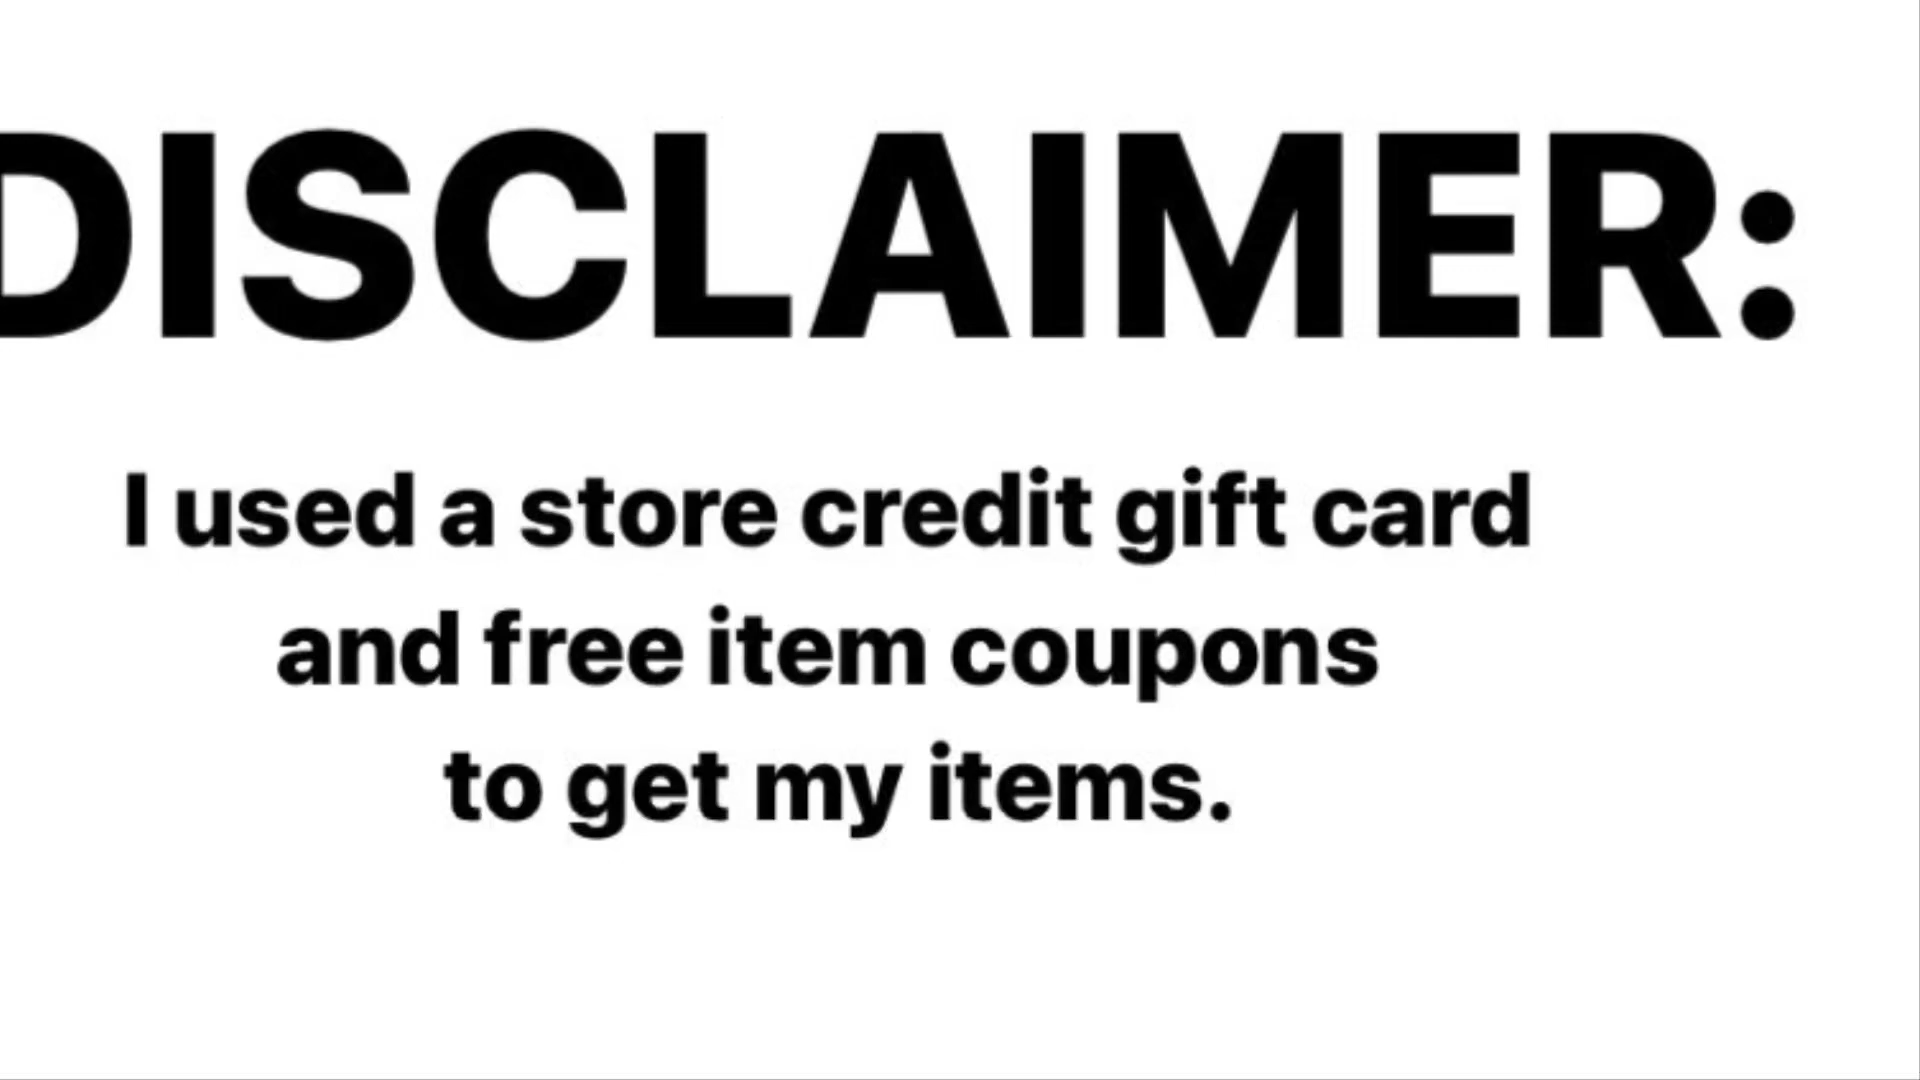 DISCLAIMER:
I used a store credit gift card
and free item coupons
to get my items.